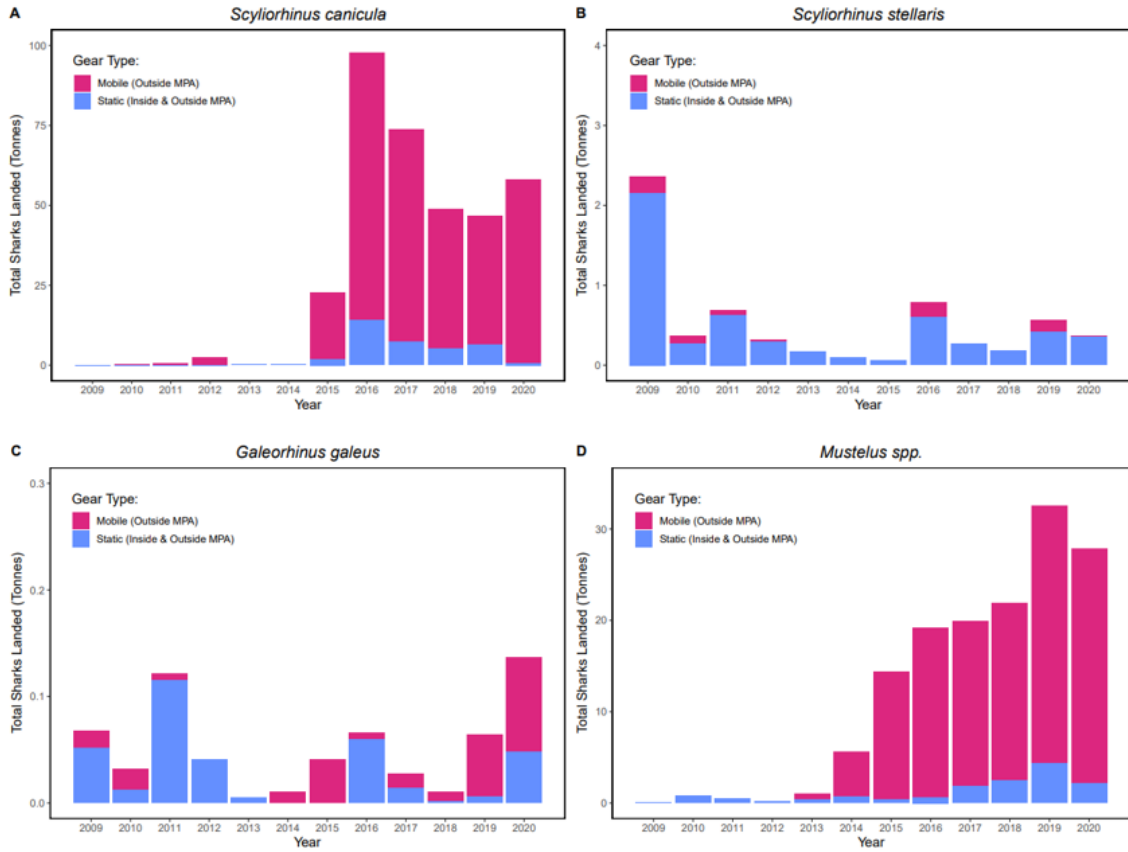 A
Scyliorhinus canicula
Gear Type:
Mobile (Outside MPA)
Static (Inside & Outside MPA)
Total Sharks Landed (Tonnes)
100
75
50
25
0
2009 2010 2011 2012 2013 2014 2015 2016 2017 2018 2019 2020
Year
B
Scyliorhinus stellaris
Gear Type:
Mobile (Outside MPA)
Static (Inside & Outside MPA)
Total Sharks Landed (Tonnes)
4
3
2
1
0
2009 2010 2011 2012 2013 2014 2015 2016 2017 2018 2019 2020
Year
C
Galeorhinus galeus
Gear Type:
Mobile (Outside MPA)
Static (Inside & Outside MPA)
Total Sharks Landed (Tonnes)
0.3
0.2
0.1
0.0
2009 2010 2011 2012 2013 2014 2015 2016 2017 2018 2019 2020
Year
D
Mustelus spp.
Gear Type:
Mobile (Outside MPA)
Static (Inside & Outside MPA)
Total Sharks Landed (Tonnes)
30
20
10
0
2009 2010 2011 2012 2013 2014 2015 2016 2017 2018 2019 2020
Year